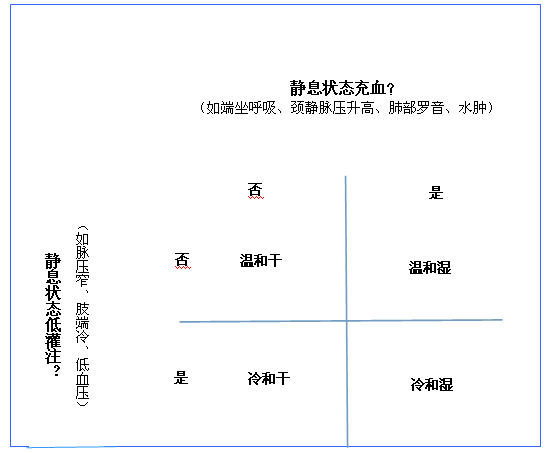 静息状态充血?
（如端坐呼吸、颈静脉压升高、肺部罗音、水肿）
否
是
静息状态低灌注?
（如脉压窄、肢端冷、低血压）
否
温和干
温和湿
是
冷和干
冷和湿